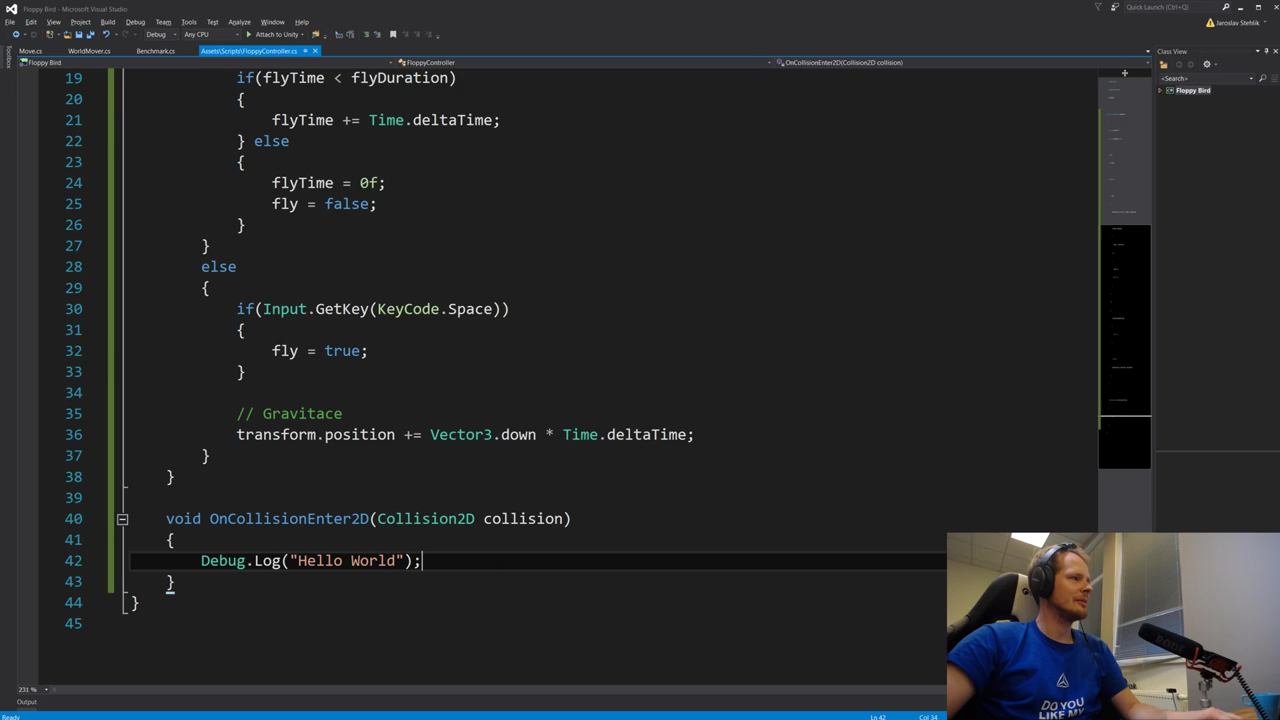 Floppy Bird - Microsoft Visual Studio
Quick Launch (Ctrl+Q)
File Edit View Project Build Debug Team Tools Test Analyze Window Help
Jaroslav Stehlik
Debug Any CPU Attach to Unity
Toolbox
Move.cs WorldMover.cs Benchmark.cs Assets\Scripts\FloppyController.cs
Class View
Floppy Bird FloppyController OnCollisionEnter2D(Collision2D collision)
<Search>
Floppy Bird
19 if(flyTime < flyDuration)
20 {
21 flyTime += Time.deltaTime;
22 } else
23 {
24 flyTime = 0f;
25 fly = false;
26 }
27 }
28 else
29 {
30 if(Input.GetKey(KeyCode.Space))
31 {
32 fly = true;
33 }
34
35 // Gravitace
36 transform.position += Vector3.down * Time.deltaTime;
37 }
38 }
39
40 void OnCollisionEnter2D(Collision2D collision)
41 {
42 Debug.Log("Hello World");
43 }
44 }
45
231 %
Output
Ln 42 Col 34
RØDE
DO YOU
LIKE MY